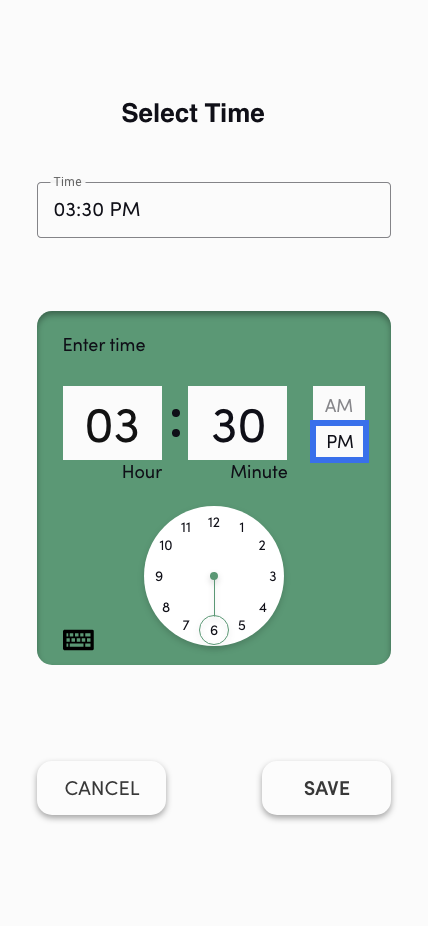 Select Time
Time
03:30 PM
Enter time
03 : 30
AM
PM
Hour
Minute
12
1
2
3
4
5
6
7
8
9
10
11
CANCEL
SAVE